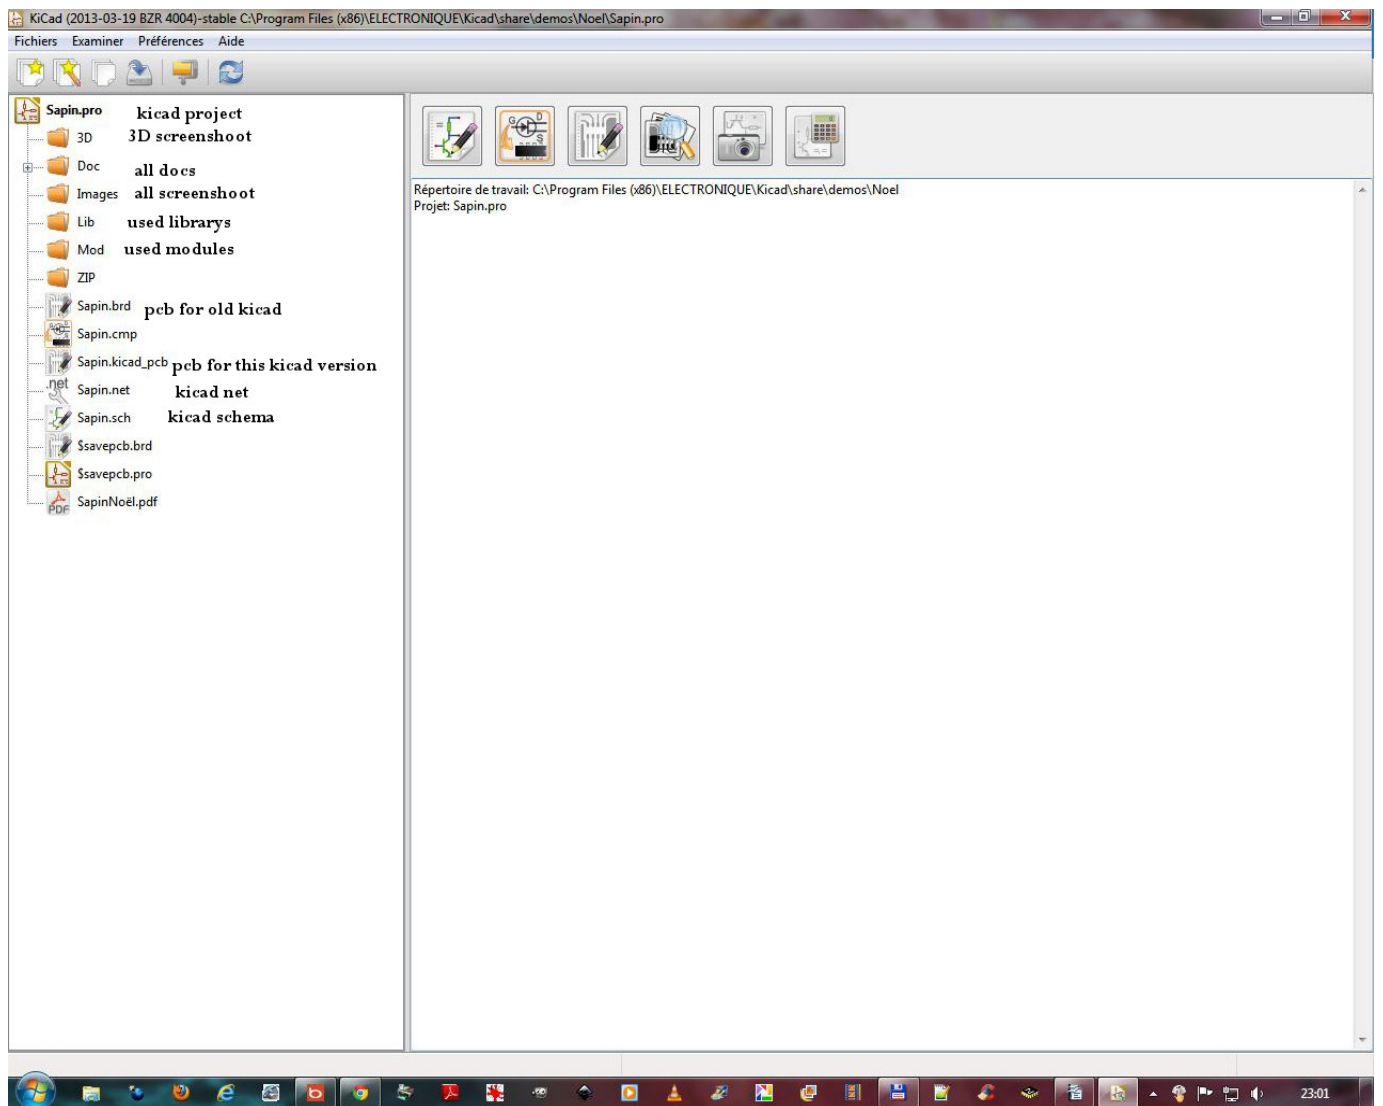 KiCad (2013-03-19 BZR 4004)-stable C:\Program Files (x86)\ELECTRONIQUE\Kicad\share\demos\Noel\Sapin.pro
Fichiers Examiner Préférences Aide
Sapin.pro kicad project
3D 3D screenshoot
Doc all docs
Images all screenshoot
Lib used librarys
Mod used modules
ZIP
Sapin.brd pcb for old kicad
Sapin.cmp
Sapin.kicad_pcb pcb for this kicad version
.net Sapin.net kicad net
Sapin.sch kicad schema
$savepcb.brd
$savepcb.pro
PDF SapinNoël.pdf
G D
S
Répertoire de travail: C:\Program Files (x86)\ELECTRONIQUE\Kicad\share\demos\Noel
Projet: Sapin.pro
23:01